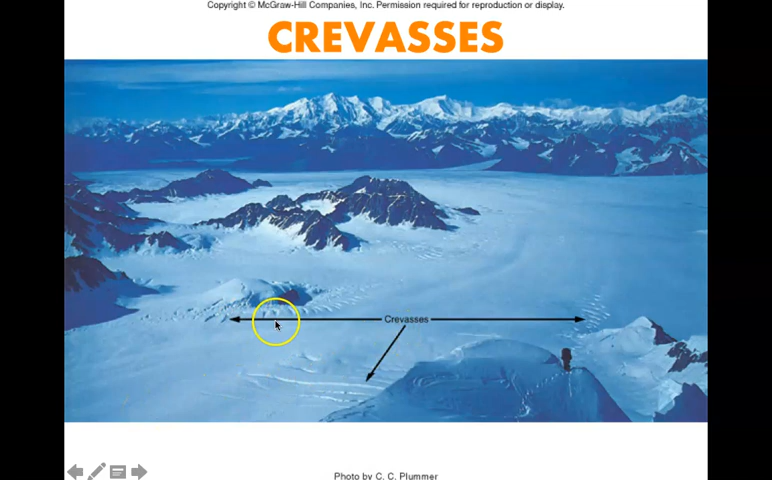 Copyright © McGraw-Hill Companies, Inc. Permission required for reproduction or display.
CREVASSES
Crevasses
Photo by C. C. Plummer